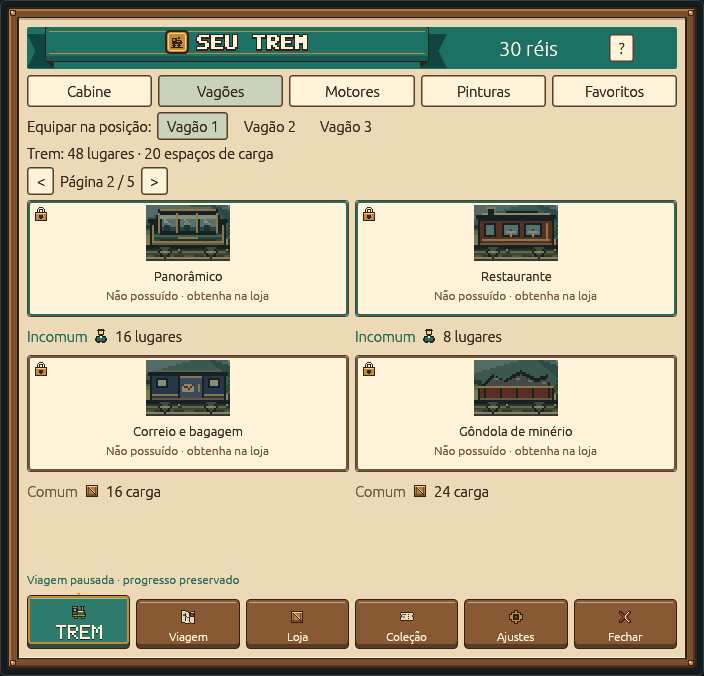 SEU TREM
30 réis
?
Cabine
Vagões
Motores
Pinturas
Favoritos
Equipar na posição: Vagão 1 Vagão 2 Vagão 3
Trem: 48 lugares · 20 espaços de carga
< Página 2 / 5 >
Panorâmico
Não possuído · obtenha na loja
Incomum 16 lugares
Restaurante
Não possuído · obtenha na loja
Incomum 8 lugares
Correio e bagagem
Não possuído · obtenha na loja
Comum 16 carga
Gôndola de minério
Não possuído · obtenha na loja
Comum 24 carga
Viagem pausada · progresso preservado
TREM
Viagem
Loja
Coleção
Ajustes
Fechar